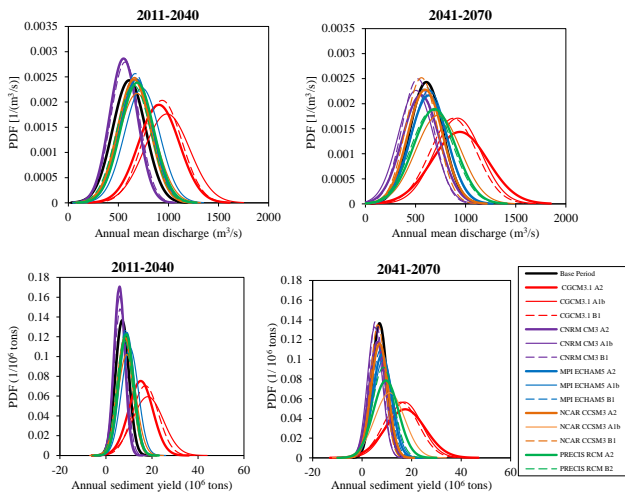 2011-2040
0.0035
0.003
0.0025
0.002
0.0015
0.001
0.0005
0
PDF [1/(m³/s)]
0 500 1000 1500 2000
Annual mean discharge (m³/s)
2041-2070
0.0035
0.003
0.0025
0.002
0.0015
0.001
0.0005
0
PDF [1/(m³/s)]
0 500 1000 1500 2000
Annual mean discharge (m³/s)
2011-2040
0.18
0.16
0.14
0.12
0.1
0.08
0.06
0.04
0.02
0
PDF (1/10⁶ tons)
-20 0 20 40 60
Annual sediment yield (10⁶ tons)
2041-2070
0.18
0.16
0.14
0.12
0.1
0.08
0.06
0.04
0.02
0
PDF (1/ 10⁶ tons)
-20 0 20 40 60
Annual sediment yield (10⁶ tons)
Base Period
CGCM3.1 A2
CGCM3.1 A1b
CGCM3.1 B1
CNRM CM3 A2
CNRM CM3 A1b
CNRM CM3 B1
MPI ECHAM5 A2
MPI ECHAM5 A1b
MPI ECHAM5 B1
NCAR CCSM3 A2
NCAR CCSM3 A1b
NCAR CCSM3 B1
PRECIS RCM A2
PRECIS RCM B2